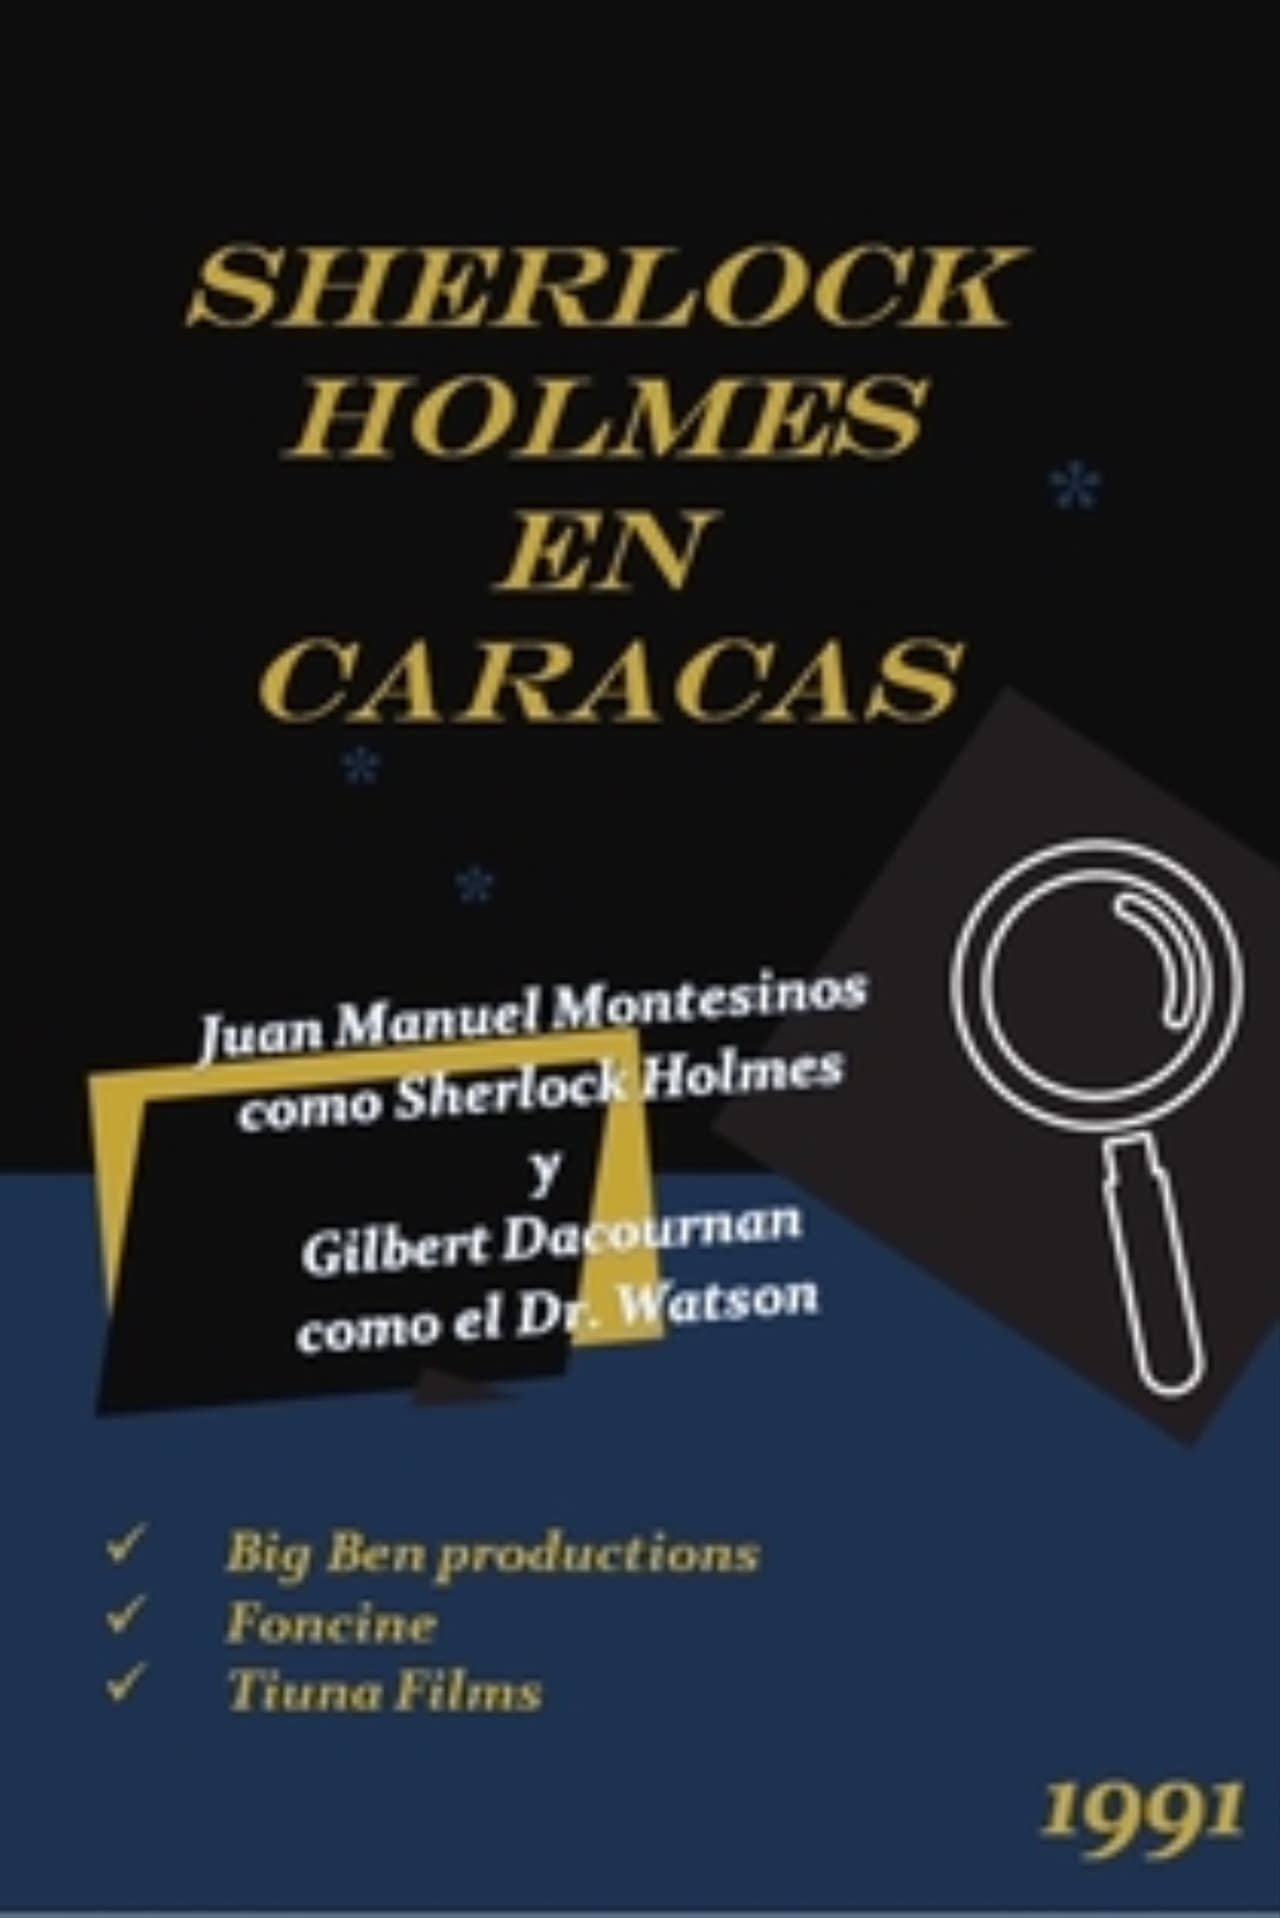 SHERLOCK
HOLMES
EN
CARACAS
Juan Manuel Montesinos
como Sherlock Holmes
y
Gilbert Dacournan
como el Dr. Watson
✓ Big Ben productions
✓ Foncine
✓ Tiuna Films
1991